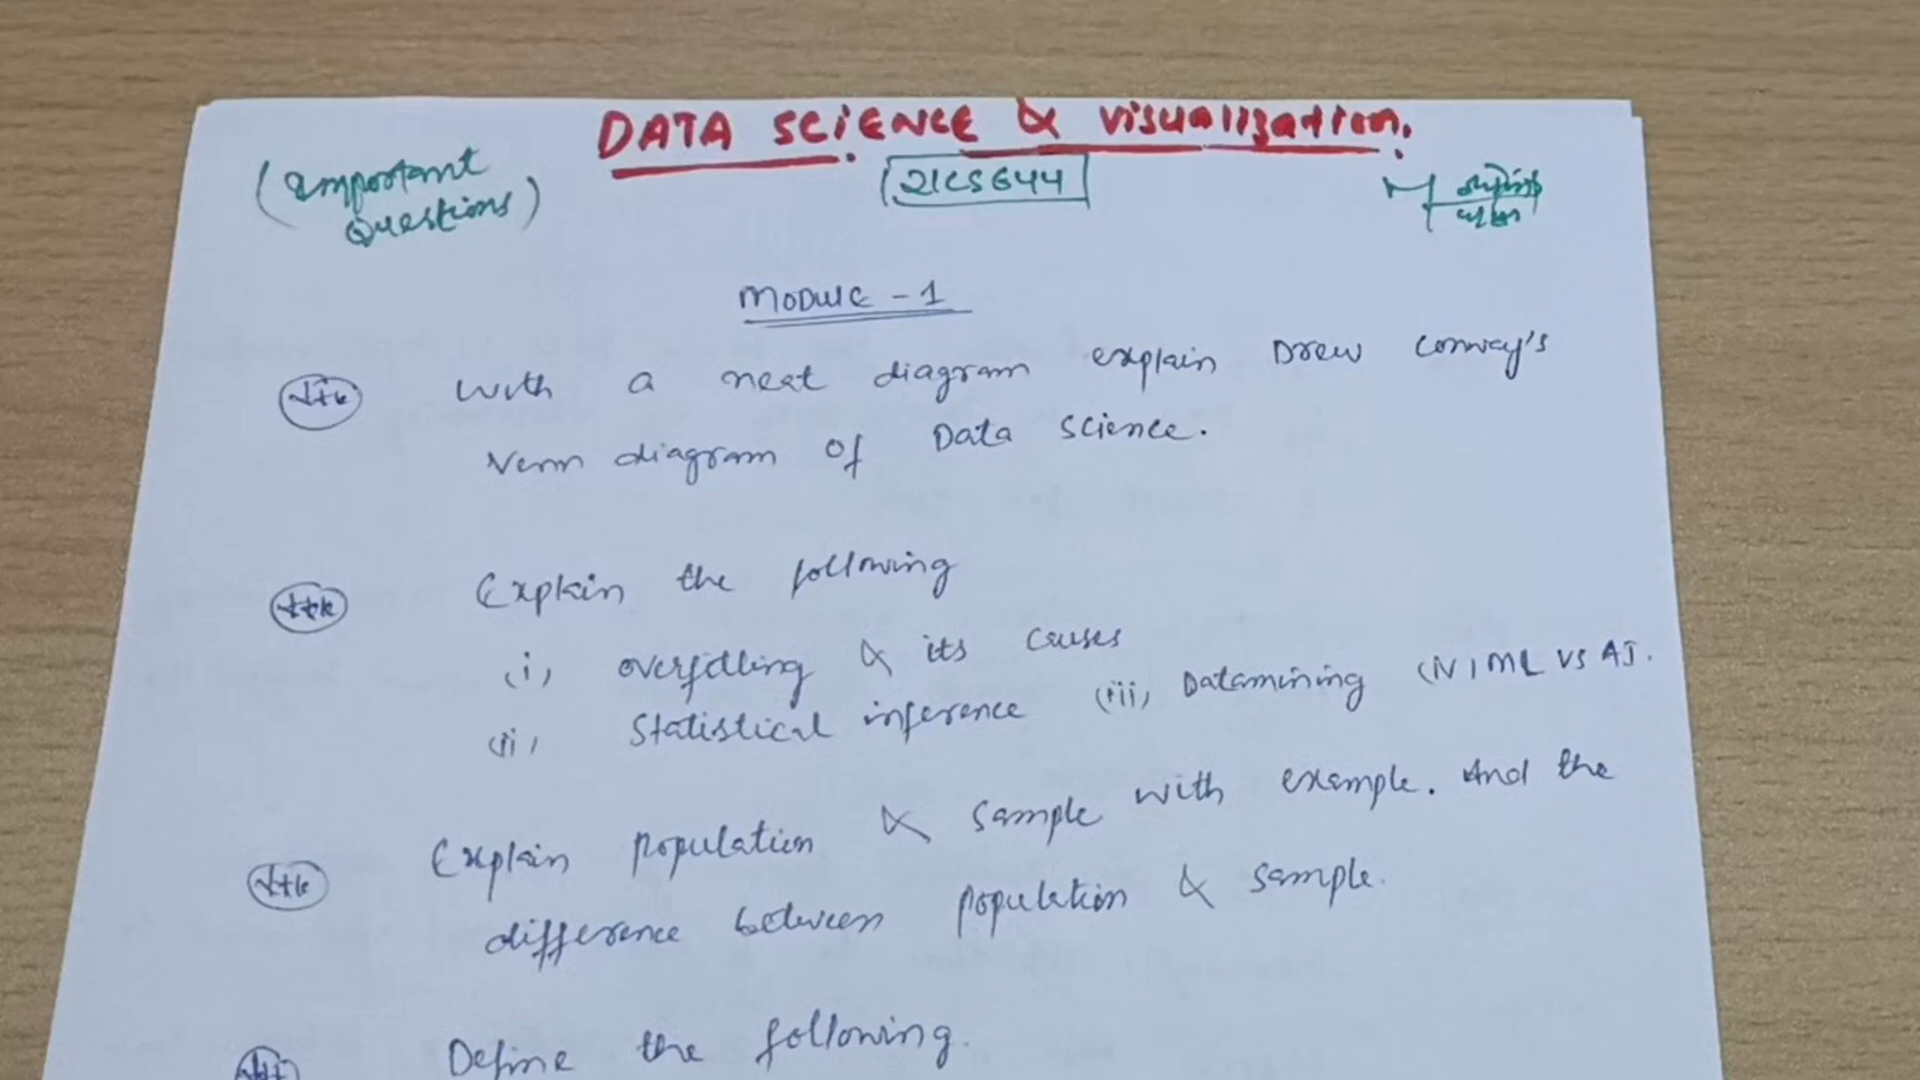 DATA SCIENCE & Visualization.
(Important
Questions)
21CS644
Module - 1
With a neat diagram explain Drew Conway's
Venn diagram of Data Science.
Explain the following
(i) overfitting & its causes
(ii) Statistical inference (iii) Datamining (iv) ML VS AI.
Explain population & sample with example. And the
difference between population & sample.
Define the following.